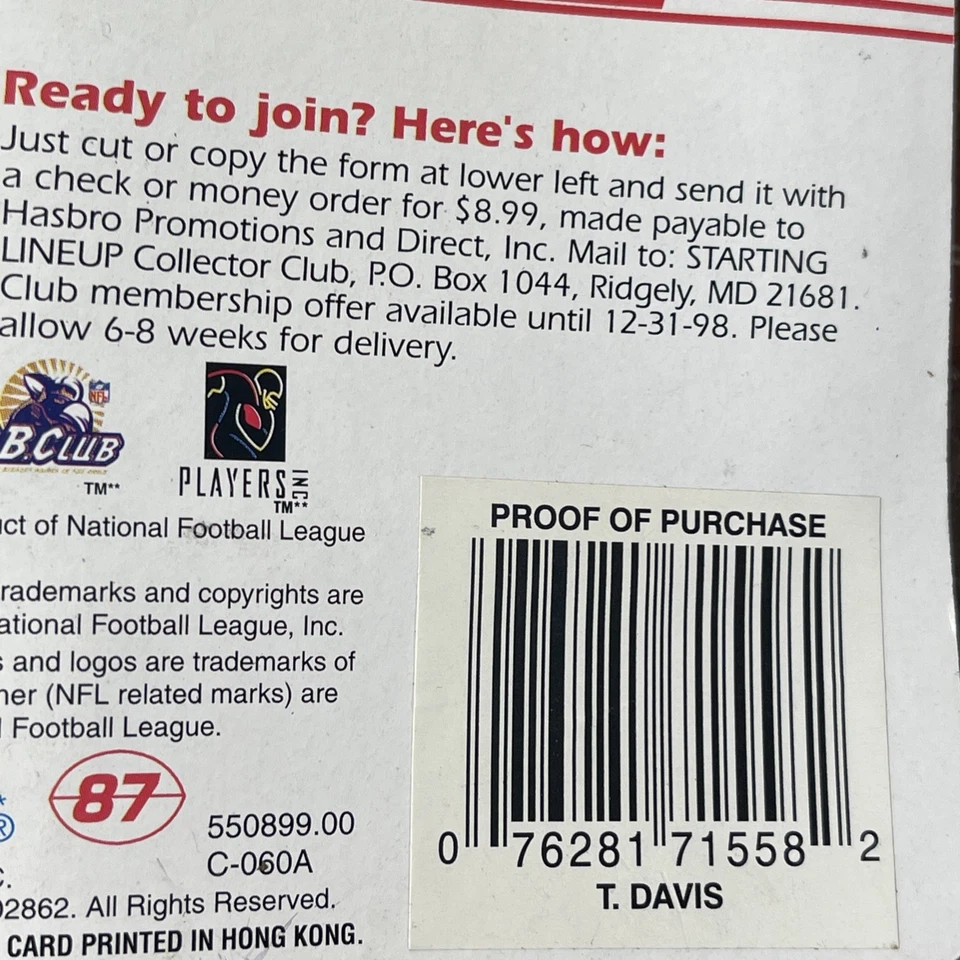 Ready to join? Here's how:
Just cut or copy the form at lower left and send it with
a check or money order for $8.99, made payable to
Hasbro Promotions and Direct, Inc. Mail to: STARTING
LINEUP Collector Club, P.O. Box 1044, Ridgely, MD 21681.
Club membership offer available until 12-31-98. Please
allow 6-8 weeks for delivery.
NFL
B.CLUB
TM**
PLAYERS INC
TM**
uct of National Football League
rademarks and copyrights are
ational Football League, Inc.
s and logos are trademarks of
ner (NFL related marks) are
l Football League.
87
®
550899.00
C-060A
C.
02862. All Rights Reserved.
CARD PRINTED IN HONG KONG.
PROOF OF PURCHASE
0 76281 71558 2
T. DAVIS